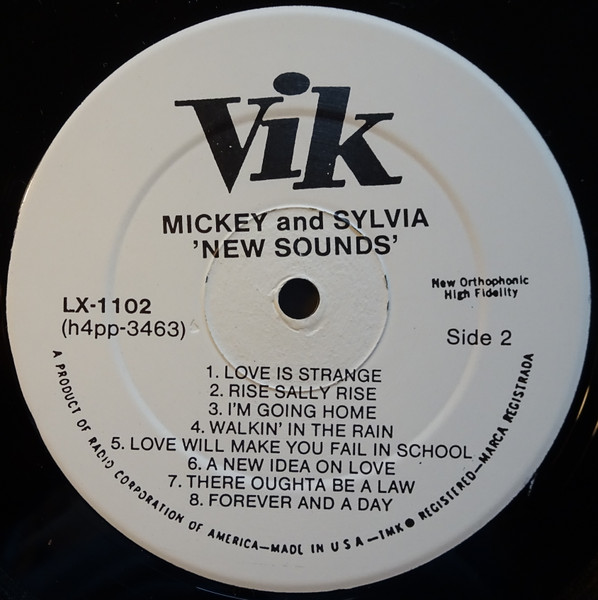 Vik
MICKEY and SYLVIA
'NEW SOUNDS'
New Orthophonic
High Fidelity
LX-1102
(h4pp-3463)
Side 2
1. LOVE IS STRANGE
2. RISE SALLY RISE
3. I'M GOING HOME
4. WALKIN' IN THE RAIN
5. LOVE WILL MAKE YOU FAIL IN SCHOOL
6. A NEW IDEA ON LOVE
7. THERE OUGHTA BE A LAW
8. FOREVER AND A DAY
A PRODUCT OF RADIO CORPORATION OF AMERICA—MADE IN U S A—TMK ● REGISTERED—MARCA REGISTRADA